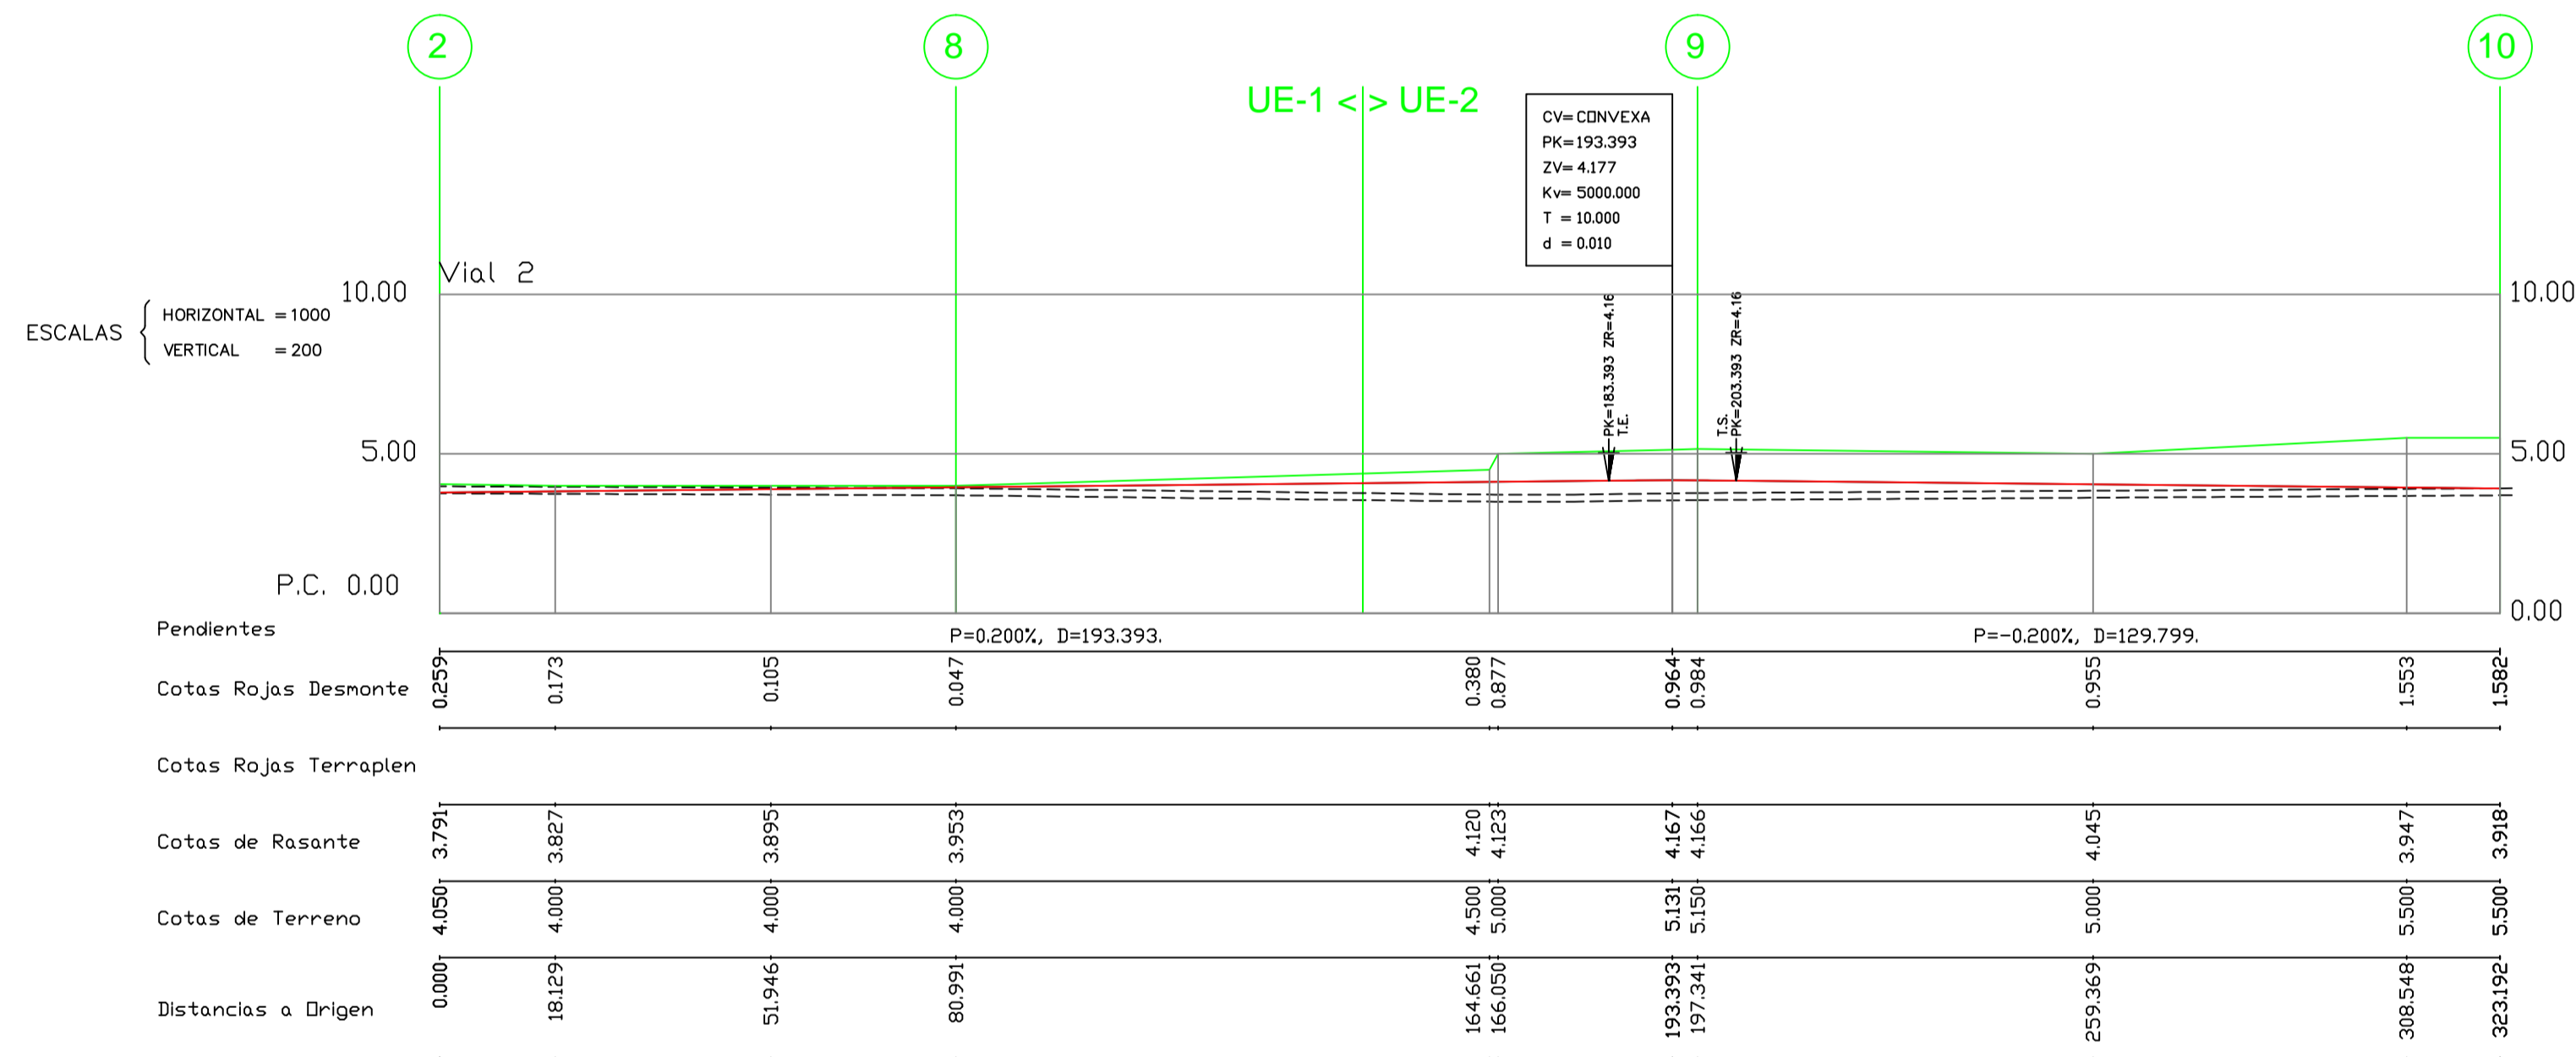 2 8 9 10
UE-1 < > UE-2
CV= CONVEXA
PK=193.393
ZV= 4.177
Kv= 5000.000
T = 10.000
d = 0.010
Vial 2
10.00 10.00
ESCALAS
HORIZONTAL = 1000
VERTICAL = 200
PK=183.393 ZR=4.16
T.E.
T.S.
PK=203.393 ZR=4.16
5.00 5.00
P.C. 0.00 0.00
Pendientes P=0.200%, D=193.393. P=-0.200%, D=129.799.
Cotas Rojas Desmonte 0.259 0.173 0.105 0.047 0.380 0.877 0.964 0.984 0.955 1.553 1.582
Cotas Rojas Terraplen
Cotas de Rasante 3.791 3.827 3.895 3.953 4.120 4.123 4.167 4.166 4.045 3.947 3.918
Cotas de Terreno 4.050 4.000 4.000 4.000 4.500 5.000 5.131 5.150 5.000 5.500 5.500
Distancias a Origen 0.000 18.129 51.946 80.991 164.661 166.050 193.393 197.341 259.369 308.548 323.192